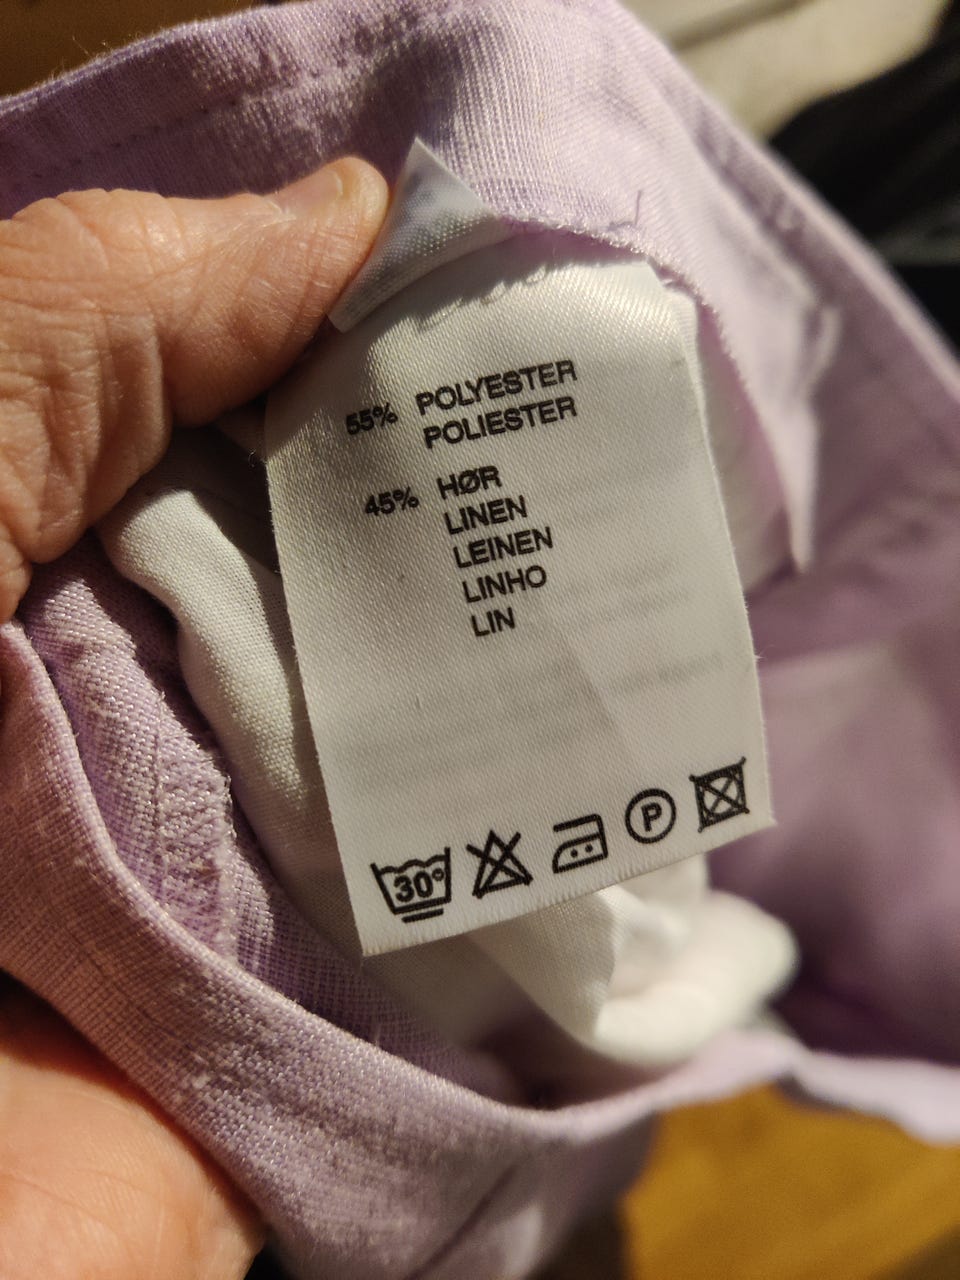 55% POLYESTER
POLIESTER
45% HØR
LINEN
LEINEN
LINHO
LIN
30°
P